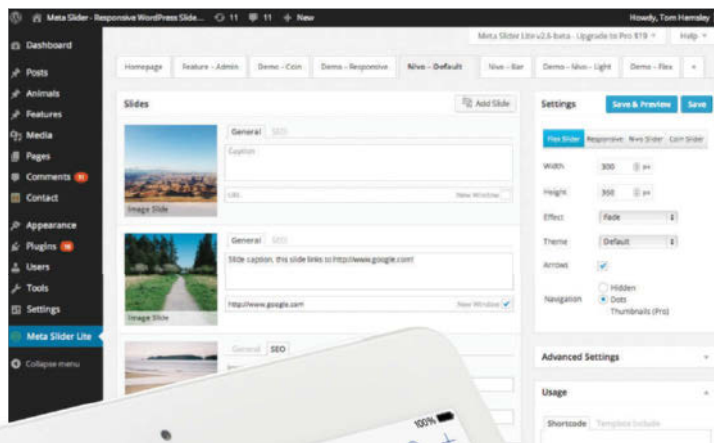 Meta Slider - Responsive WordPress Slide... 11 11 + New
Howdy, Tom Hemsley
Meta Slider Lite v2.6-beta - Upgrade to Pro $19
Help
Dashboard
Posts
Animals
Features
Media
Pages
Comments
Contact
Appearance
Plugins
Users
Tools
Settings
Meta Slider Lite
Collapse menu
Homepage
Feature - Admin
Demo - Coin
Demo - Responsive
Nivo - Default
Nivo - Bar
Demo - Nivo - Light
Demo - Flex
+
Slides
Add Slide
General SEO
Caption
URL
New Window
Image Slide
General SEO
Slide caption, this slide links to http://www.google.com!
http://www.google.com
New Window
Image Slide
General SEO
Settings
Save & Preview
Save
Flex Slider
Responsive
Nivo Slider
Coin Slider
Width
px
Height
px
Effect
Fade
Theme
Default
Arrows
Navigation
Hidden
Dots
Thumbnails (Pro)
Advanced Settings
Usage
Shortcode
Template Include
100%